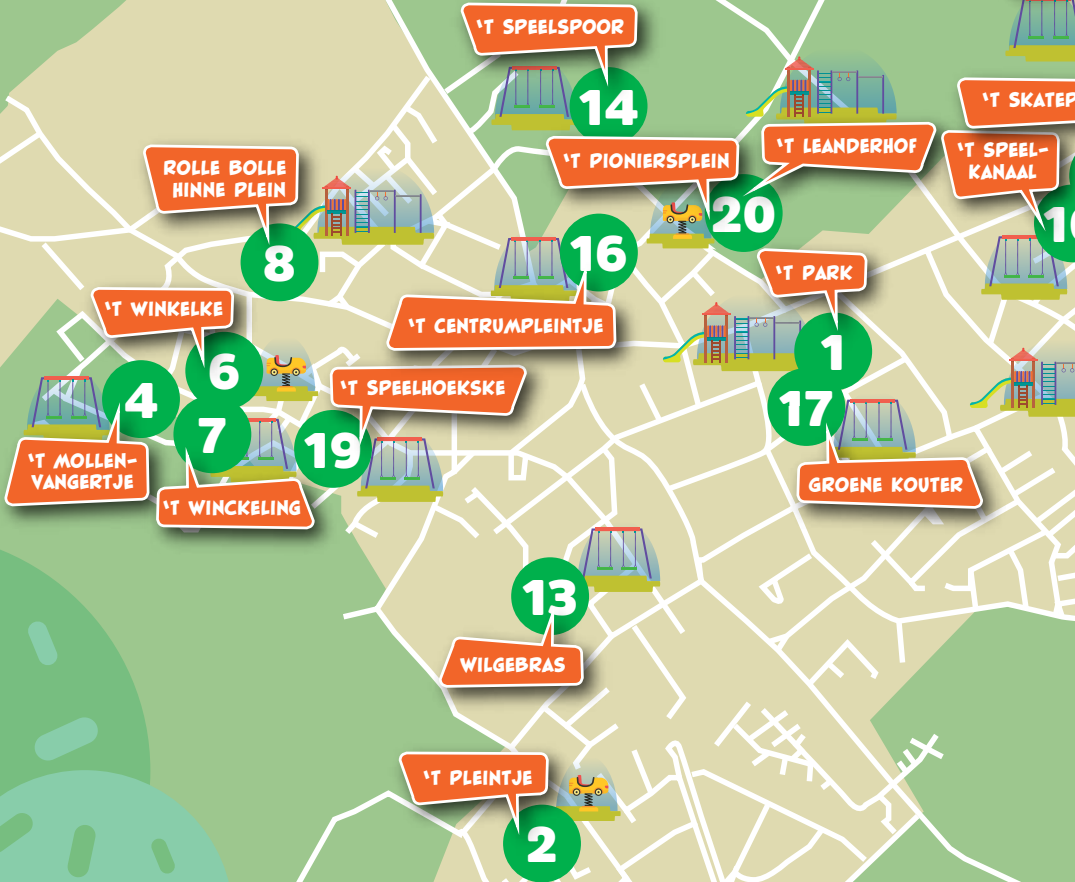 'T SPEELSPOOR
14
'T SKATEP
'T PIONIERSPLEIN
'T LEANDERHOF
20
'T SPEEL-
KANAAL
ROLLE BOLLE
HINNE PLEIN
8
16
'T CENTRUMPLEINTJE
'T PARK
1
17
GROENE KOUTER
'T WINKELKE
6
4
7
'T MOLLEN-
VANGERTJE
'T WINCKELING
'T SPEELHOEKSKE
19
13
WILGEBRAS
'T PLEINTJE
2